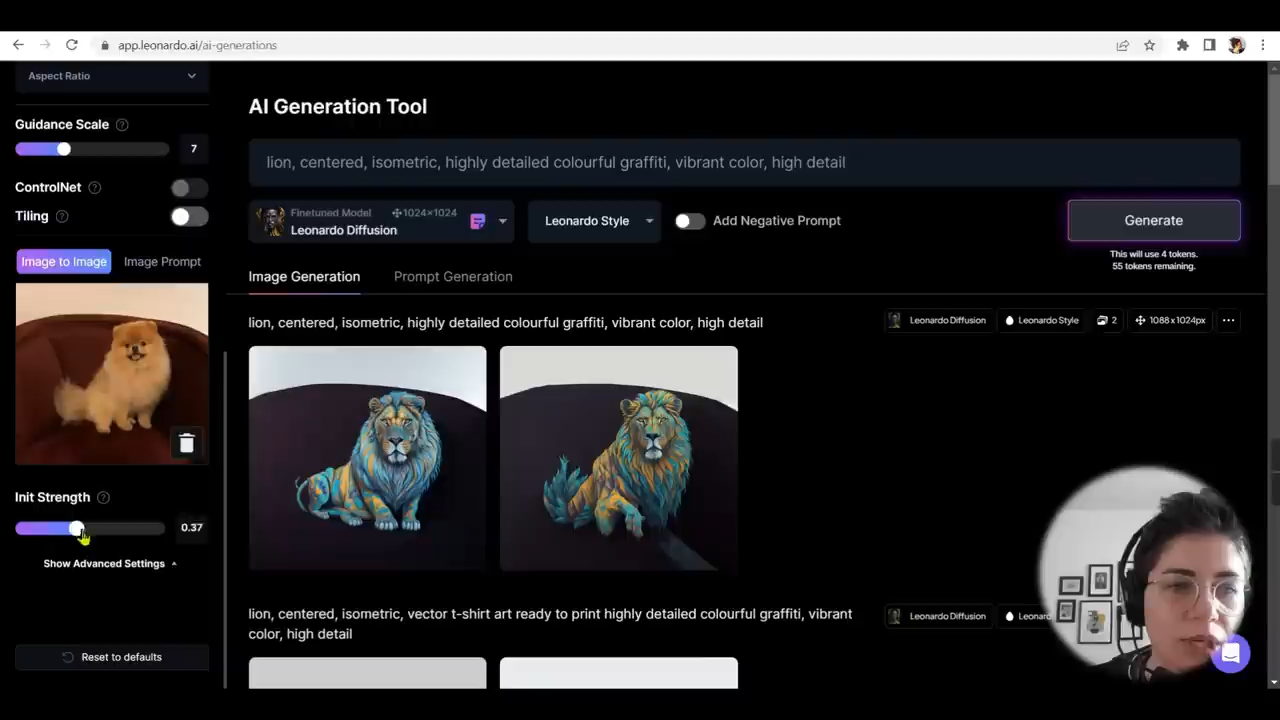 app.leonardo.ai/ai-generations
Aspect Ratio
Guidance Scale
7
ControlNet
Tiling
Image to Image
Image Prompt
Init Strength
0.37
Show Advanced Settings
Reset to defaults
AI Generation Tool
lion, centered, isometric, highly detailed colourful graffiti, vibrant color, high detail
Finetuned Model
1024×1024
Leonardo Diffusion
Leonardo Style
Add Negative Prompt
Generate
This will use 4 tokens.
55 tokens remaining.
Image Generation
Prompt Generation
lion, centered, isometric, highly detailed colourful graffiti, vibrant color, high detail
Leonardo Diffusion
Leonardo Style
2
1088x1024px
lion, centered, isometric, vector t-shirt art ready to print highly detailed colourful graffiti, vibrant
color, high detail
Leonardo Diffusion